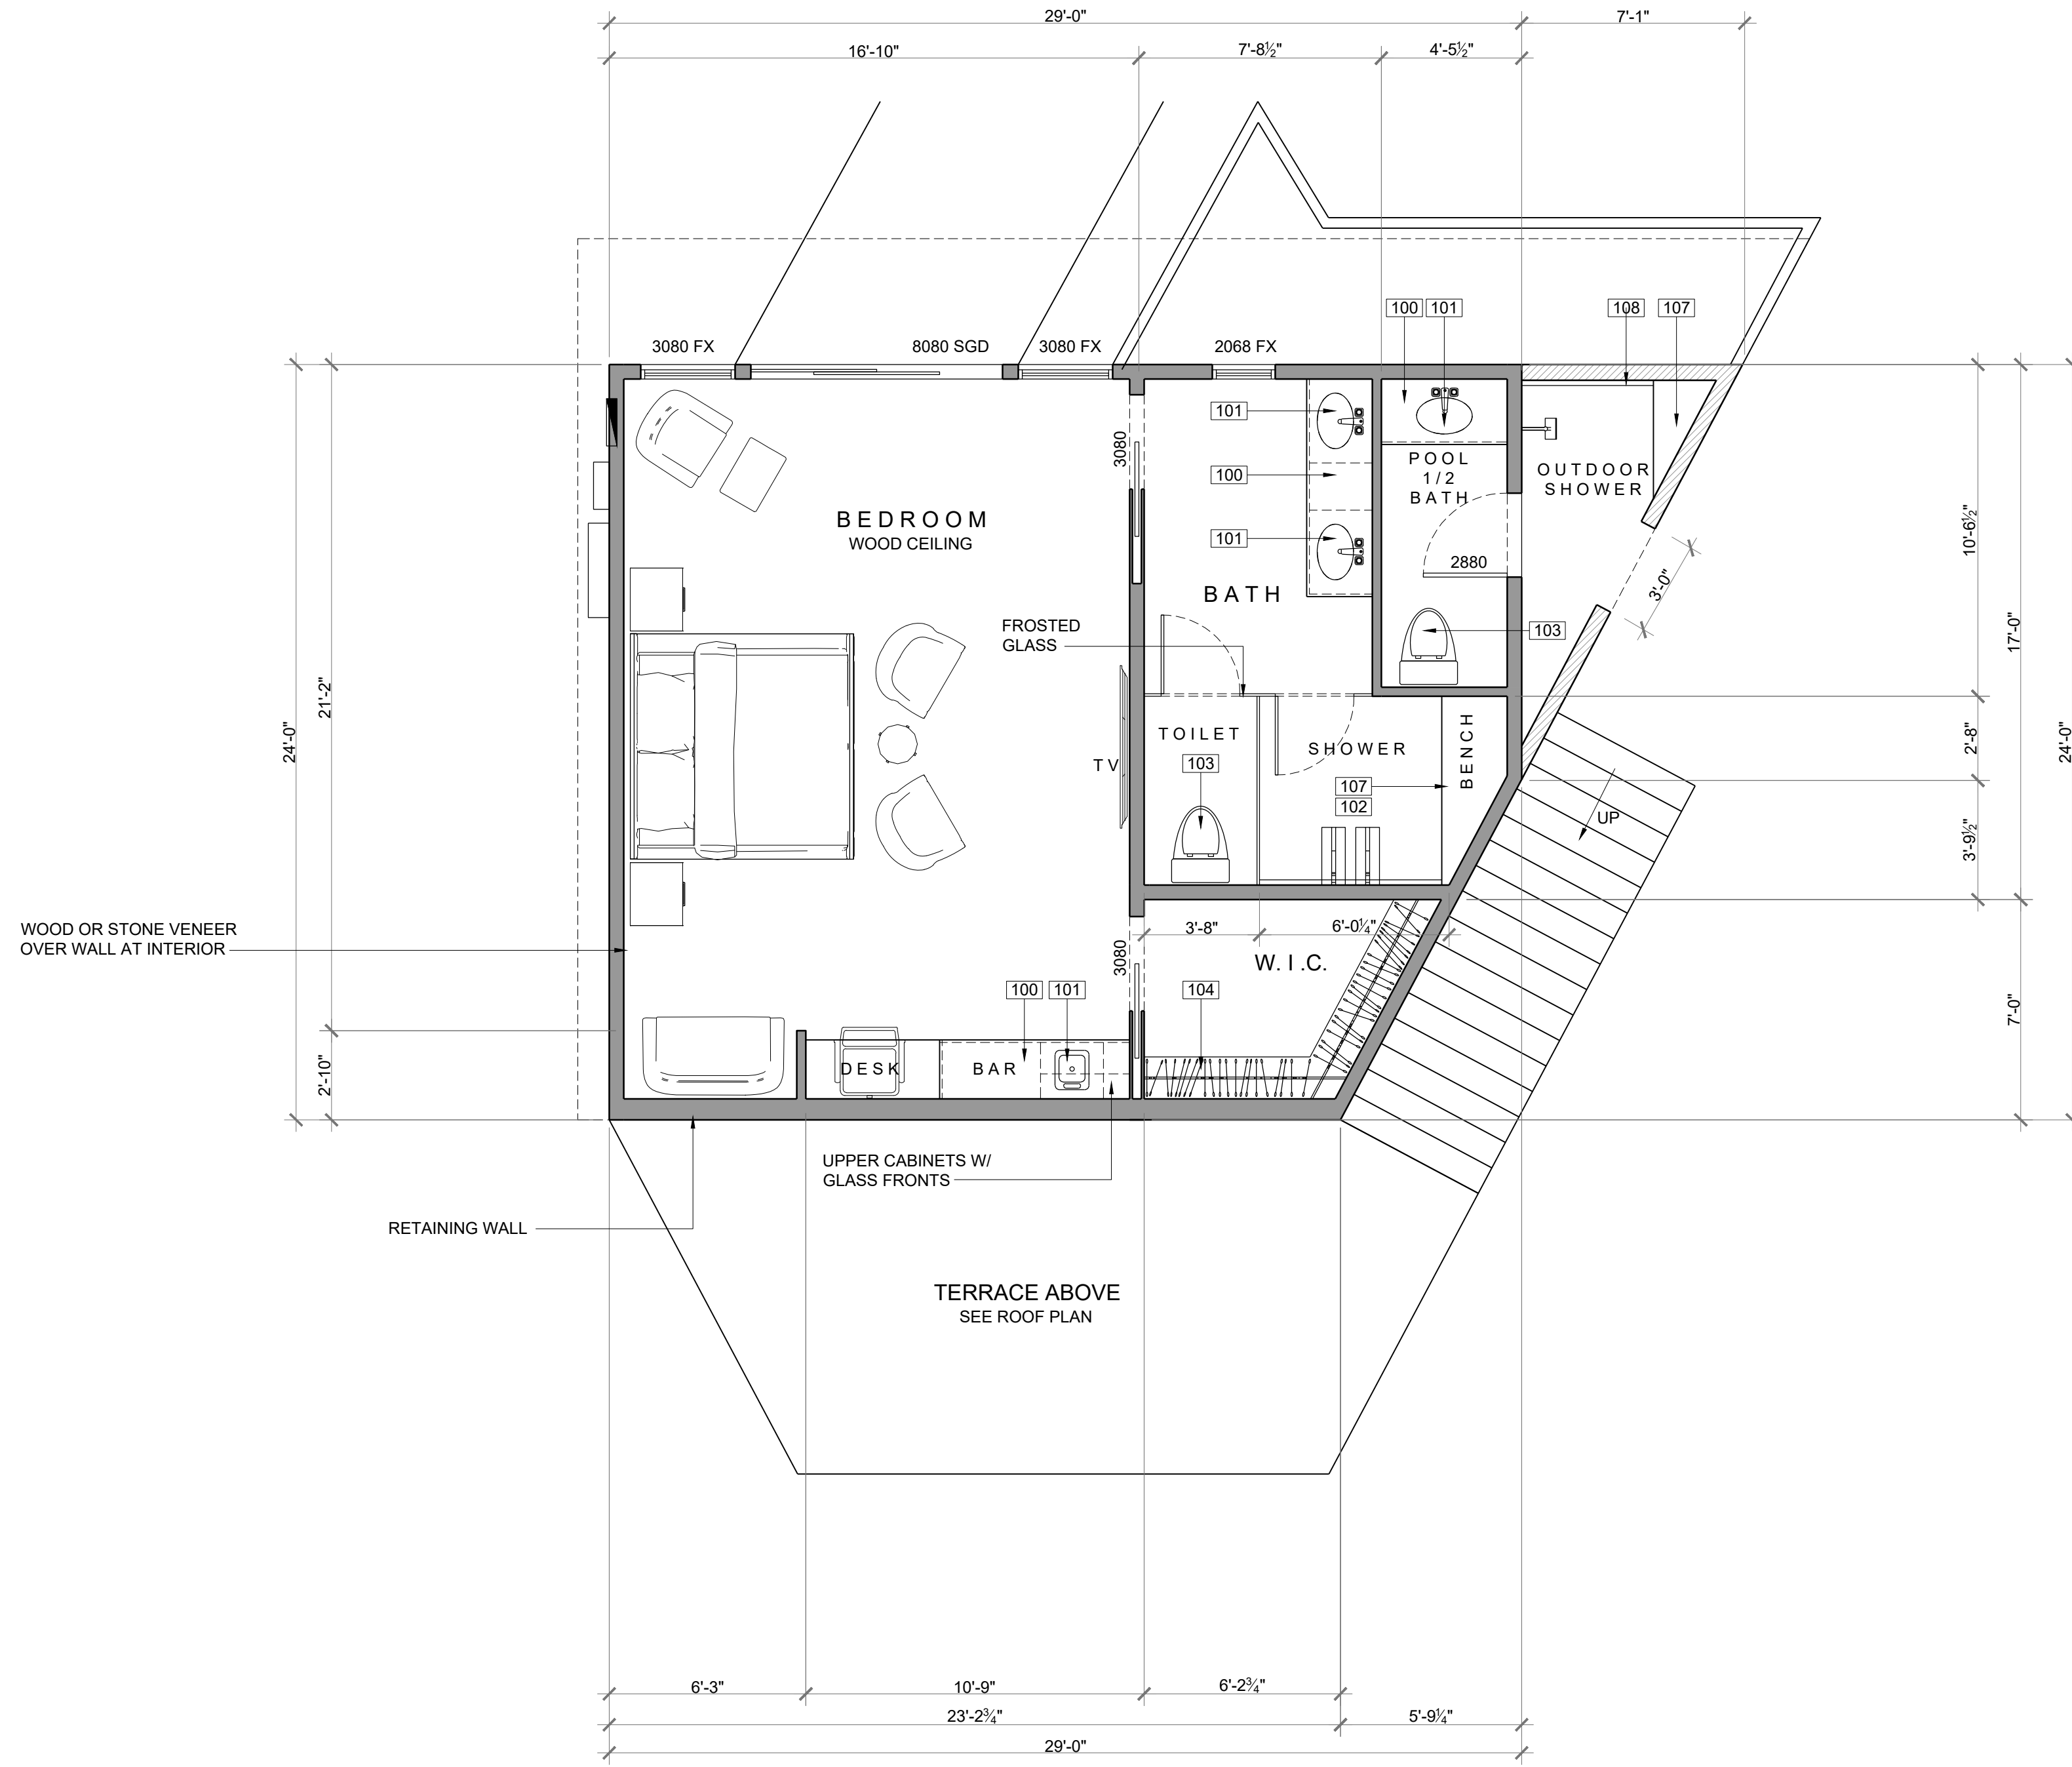 29'-0"
7'-1"
16'-10"
7'-8½"
4'-5½"
100
101
108
107
3080 FX
8080 SGD
3080 FX
2068 FX
101
3080
100
POOL
1/2
BATH
OUTDOOR
SHOWER
BEDROOM
WOOD CEILING
101
2880
10'-6½"
3'-0"
BATH
FROSTED
GLASS
103
17'-0"
21'-2"
24'-0"
TOILET
SHOWER
BENCH
2'-8"
24'-0"
103
TV
107
102
UP
3'-9½"
WOOD OR STONE VENEER
OVER WALL AT INTERIOR
3'-8"
6'-0¼"
3080
W.I.C.
100
101
104
7'-0"
2'-10"
DESK
BAR
UPPER CABINETS W/
GLASS FRONTS
RETAINING WALL
TERRACE ABOVE
SEE ROOF PLAN
6'-3"
10'-9"
6'-2¾"
23'-2¾"
5'-9¼"
29'-0"